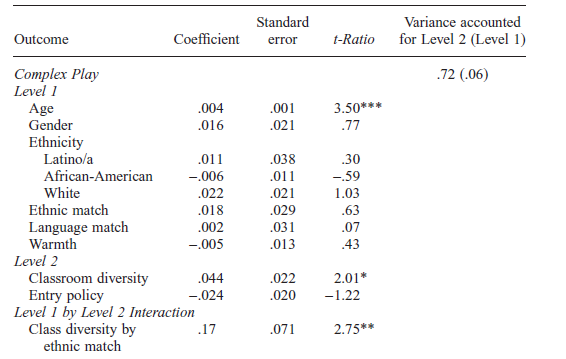 Outcome Coefficient Standard error t-Ratio Variance accounted for Level 2 (Level 1)
Complex Play .72 (.06)
Level 1
Age .004 .001 3.50***
Gender .016 .021 .77
Ethnicity
Latino/a .011 .038 .30
African-American –.006 .011 –.59
White .022 .021 1.03
Ethnic match .018 .029 .63
Language match .002 .031 .07
Warmth –.005 .013 .43
Level 2
Classroom diversity .044 .022 2.01*
Entry policy –.024 .020 –1.22
Level 1 by Level 2 Interaction
Class diversity by .17 .071 2.75**
ethnic match